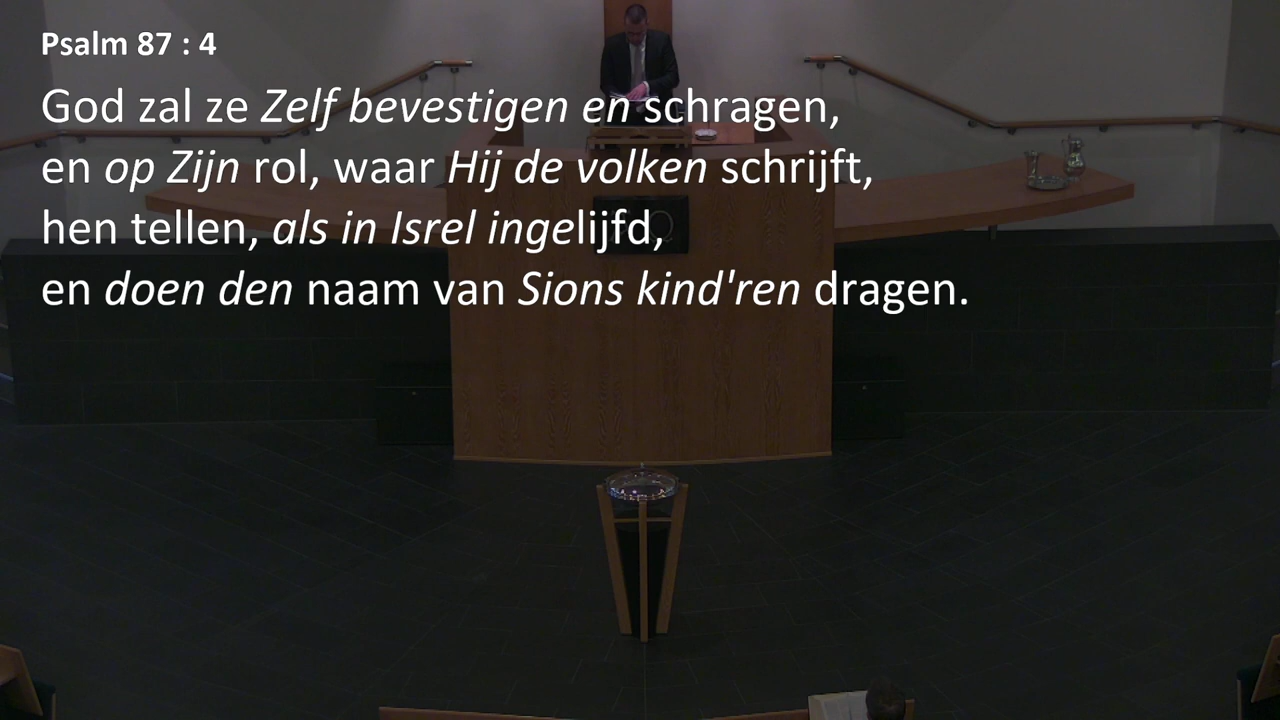 Psalm 87 : 4
God zal ze Zelf bevestigen en schragen,
en op Zijn rol, waar Hij de volken schrijft,
hen tellen, als in Isrel ingelijfd,
en doen den naam van Sions kind'ren dragen.